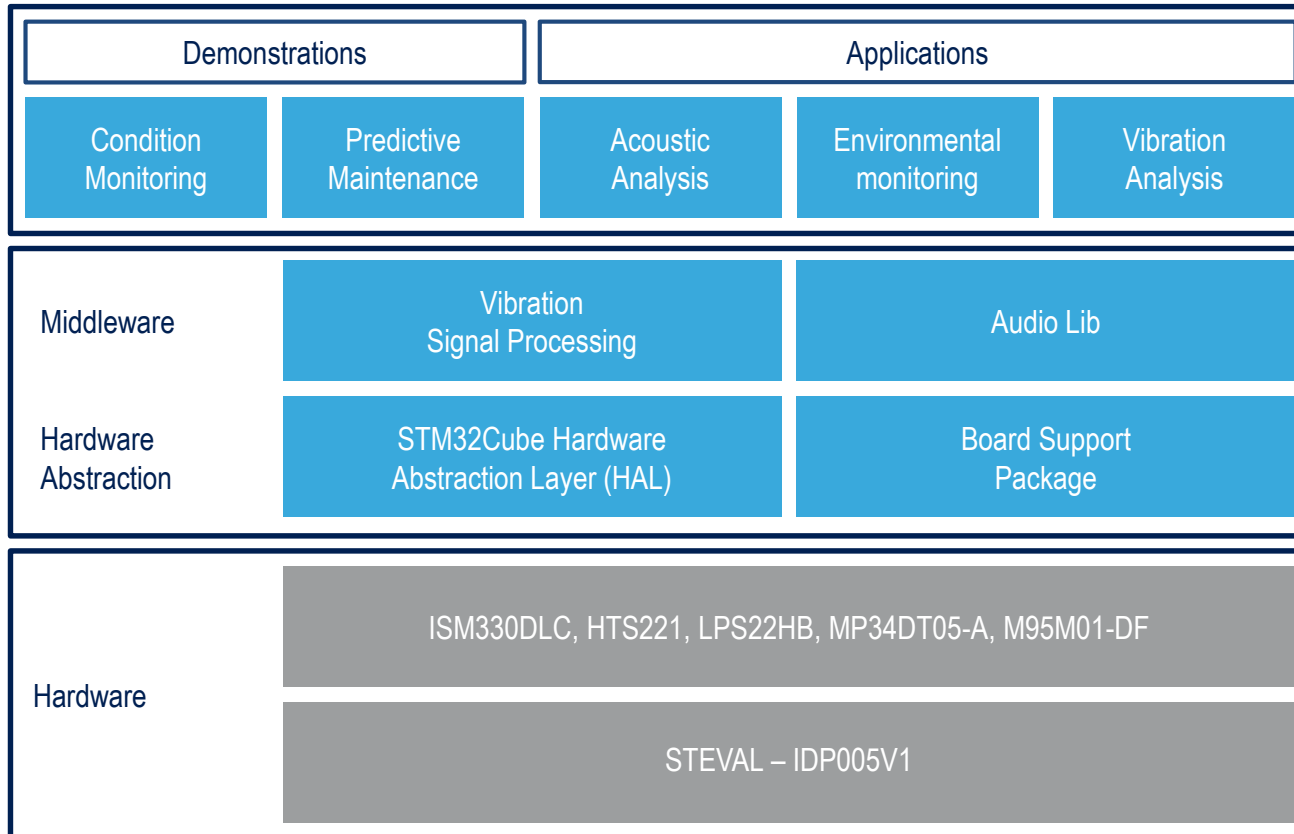 Demonstrations
Applications
Condition
Monitoring
Predictive
Maintenance
Acoustic
Analysis
Environmental
monitoring
Vibration
Analysis
Middleware
Vibration
Signal Processing
Audio Lib
Hardware
Abstraction
STM32Cube Hardware
Abstraction Layer (HAL)
Board Support
Package
Hardware
ISM330DLC, HTS221, LPS22HB, MP34DT05-A, M95M01-DF
STEVAL – IDP005V1